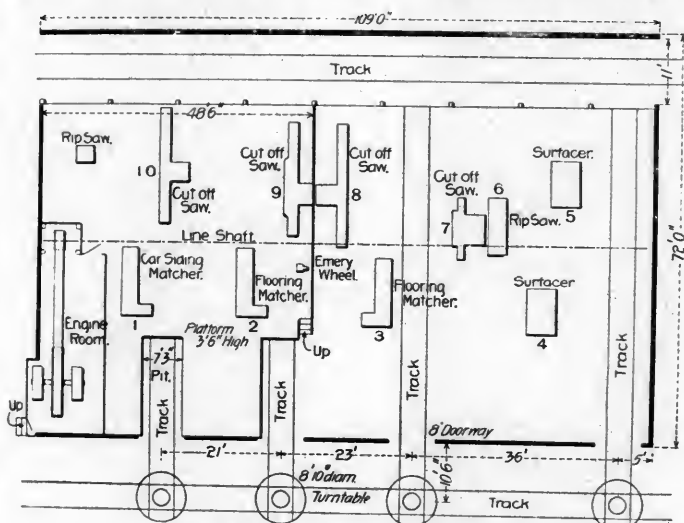 109'0"
Track
11'
48'6"
Rip Saw.
10
Cut off
Saw.
Cut off
Saw.
9
Cut off
Saw.
8
Cut off
Saw.
7
6
Rip Saw.
Surfacer.
5
72'0"
Line Shaft.
Car Siding
Matcher.
1
Flooring
Matcher.
2
Emery
Wheel.
Flooring
Matcher.
3
Surfacer
4
Engine
Room.
Platform
3'6" High
Up
7'3"
Pit.
Up
Track
Track
Track
Track
8' Doorway
21'
23'
36'
5'
10'6"
8'10" diam.
Turntable
Track